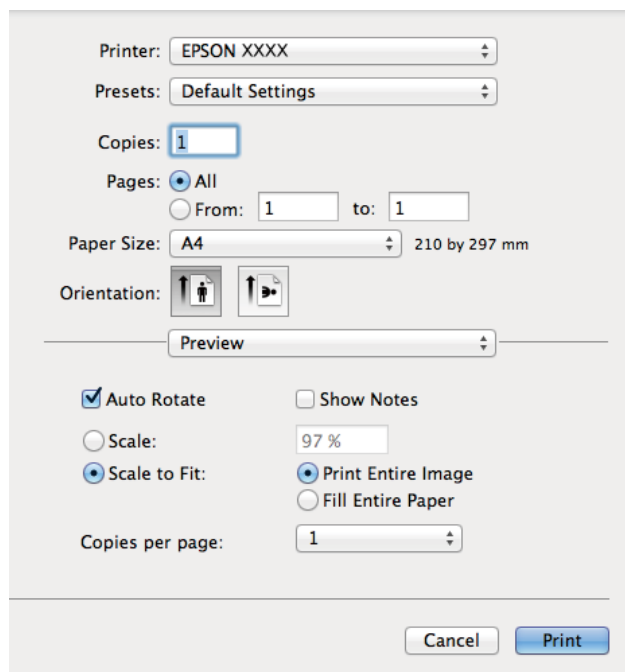 Printer: EPSON XXXX
Presets: Default Settings
Copies: 1
Pages: All
From: 1 to: 1
Paper Size: A4 210 by 297 mm
Orientation:
Preview
Auto Rotate Show Notes
Scale: 97 %
Scale to Fit: Print Entire Image
Fill Entire Paper
Copies per page: 1
Cancel Print